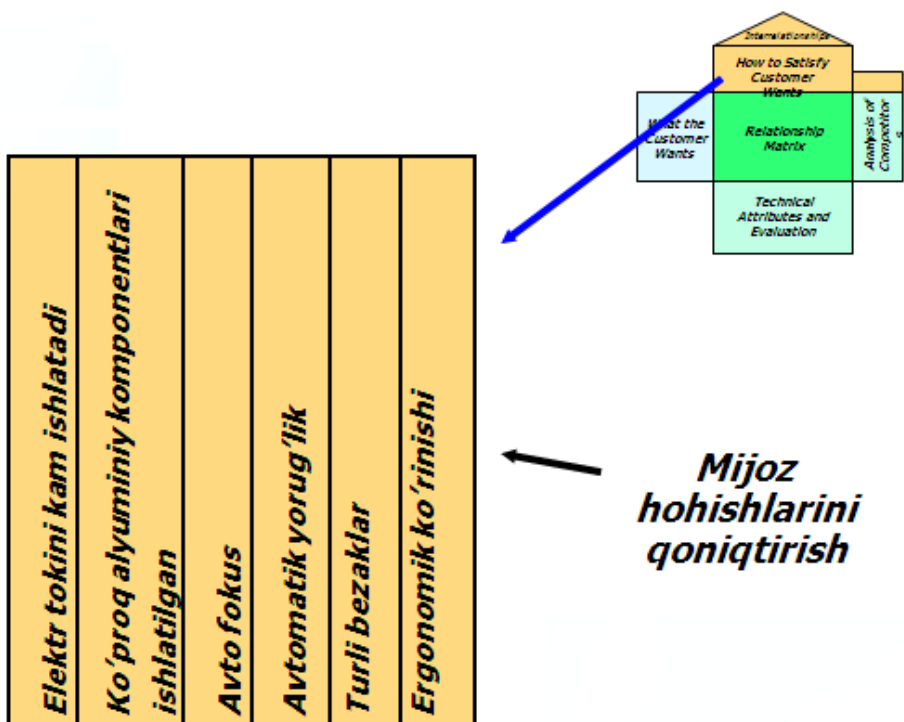 Interrelationships
How to Satisfy
Customer
Wants
What the
Customer
Wants
Relationship
Matrix
Analysis of
Competitor
s
Technical
Attributes and
Evaluation
Elektr tokini kam ishlatadi
Ko’proq alyuminiy komponentlari
ishlatilgan
Avto fokus
Avtomatik yorug’lik
Turli bezaklar
Ergonomik ko’rinishi
Mijoz
hohishlarini
qoniqtirish